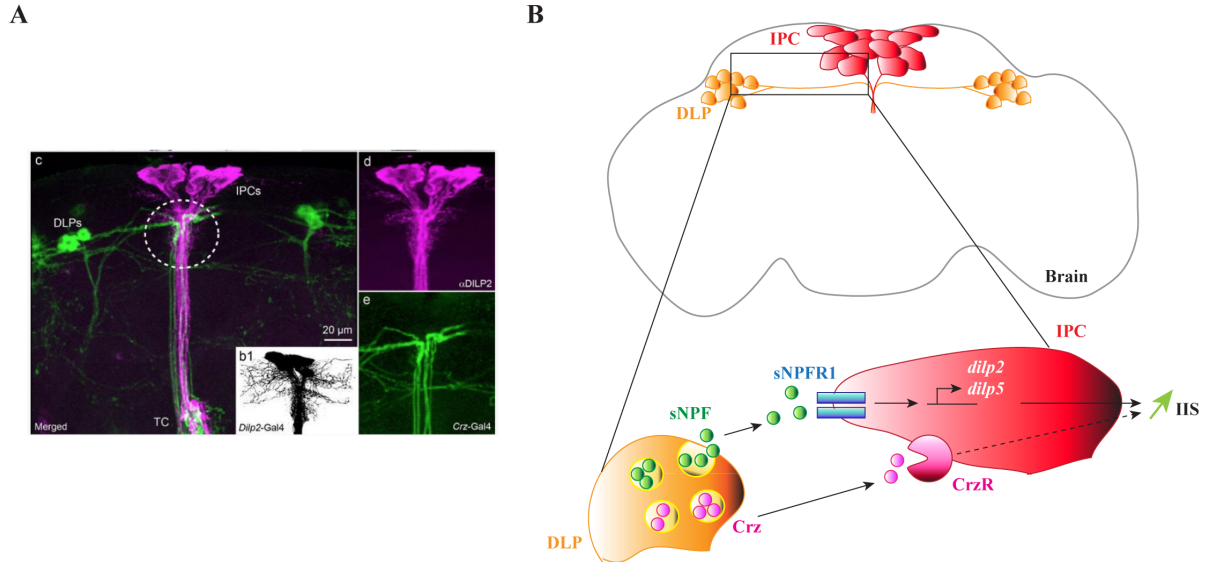 A
c
IPCs
DLPs
20 µm
TC
Merged
d
αDILP2
b1
Dilp2-Gal4
e
Crz-Gal4
B
IPC
DLP
Brain
IPC
sNPFR1
dilp2
dilp5
IIS
sNPF
CrzR
Crz
DLP